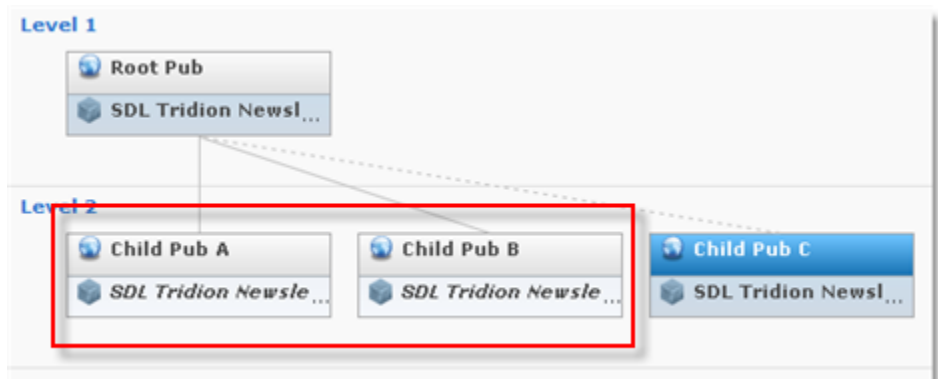 Level 1
Root Pub
SDL Tridion Newsl...
Level 2
Child Pub A
Child Pub B
Child Pub C
SDL Tridion Newsle...
SDL Tridion Newsle...
SDL Tridion Newsl...